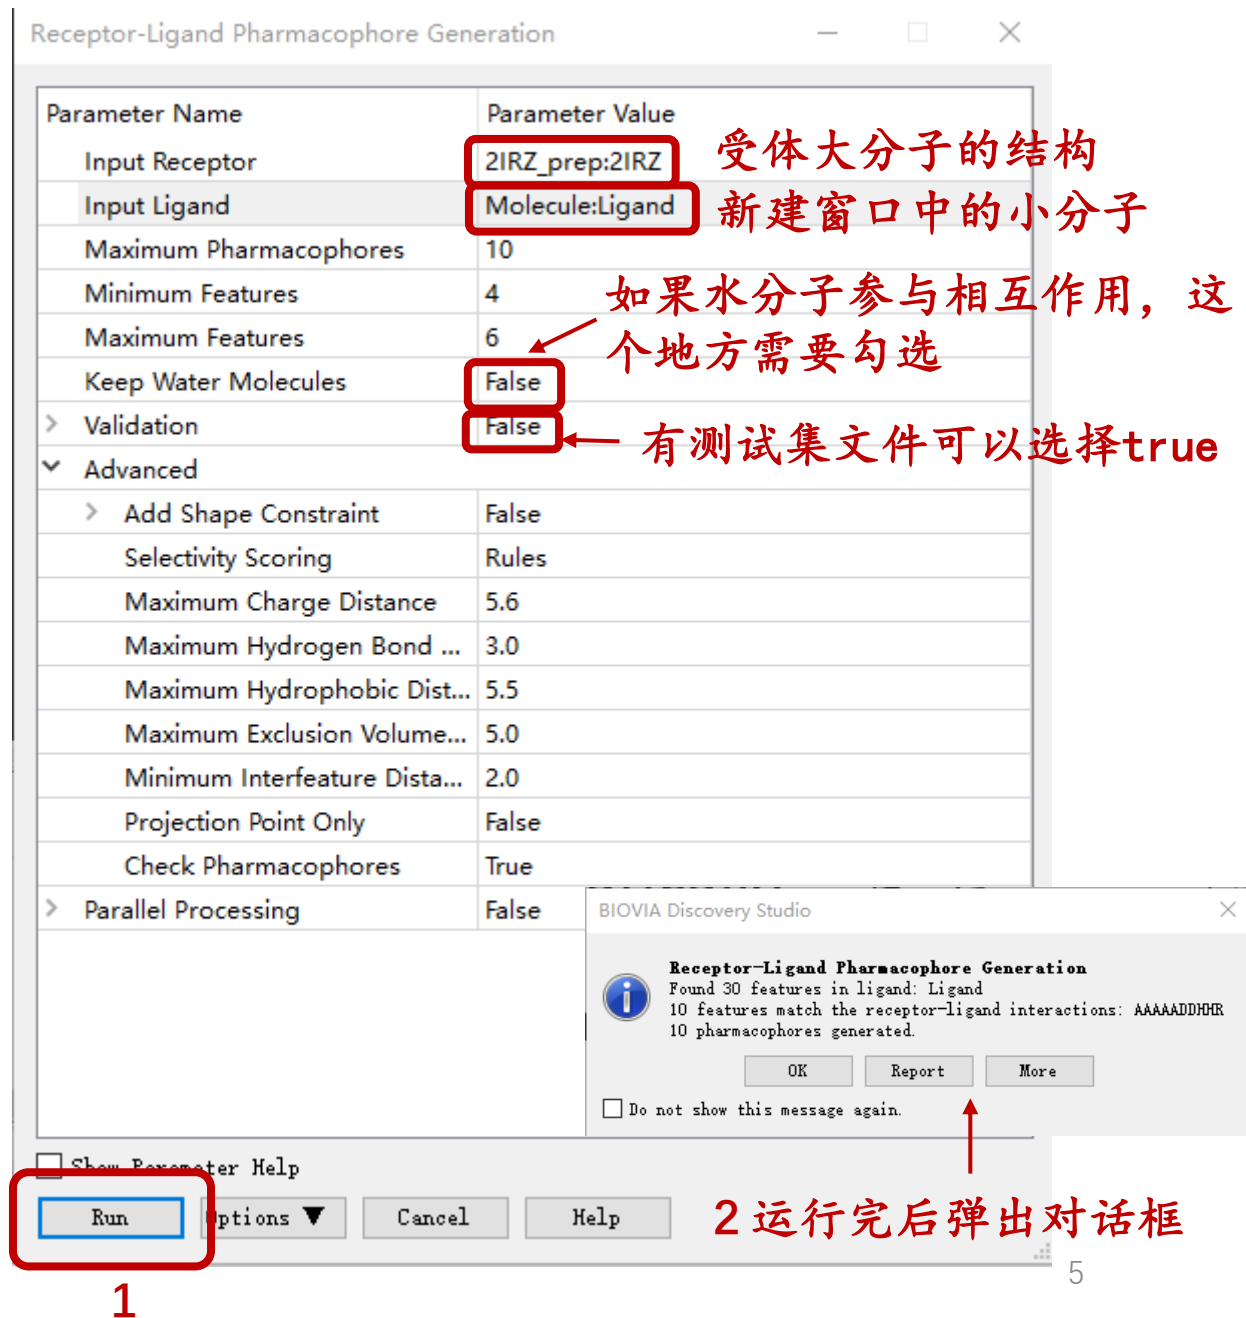 Receptor-Ligand Pharmacophore Generation
Parameter Name Parameter Value
Input Receptor 2IRZ_prep:2IRZ 受体大分子的结构
Input Ligand Molecule:Ligand 新建窗口中的小分子
Maximum Pharmacophores 10
Minimum Features 4
如果水分子参与相互作用，这
Maximum Features 6
个地方需要勾选
Keep Water Molecules False
Validation False
有测试集文件可以选择true
Advanced
Add Shape Constraint False
Selectivity Scoring Rules
Maximum Charge Distance 5.6
Maximum Hydrogen Bond ... 3.0
Maximum Hydrophobic Dist... 5.5
Maximum Exclusion Volume... 5.0
Minimum Interfeature Dista... 2.0
Projection Point Only False
Check Pharmacophores True
Parallel Processing False
BIOVIA Discovery Studio
Receptor-Ligand Pharmacophore Generation
Found 30 features in ligand: Ligand
10 features match the receptor-ligand interactions: AAAAADDHHR
10 pharmacophores generated.
OK Report More
Do not show this message again.
Show Parameter Help
Run Options ▼ Cancel Help
2 运行完后弹出对话框
5
1